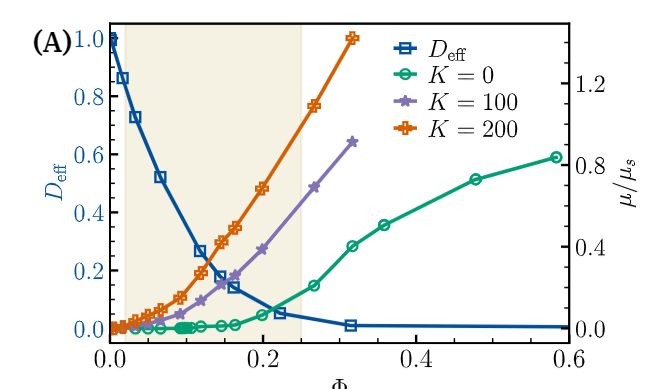 (A)
1.0
0.8
0.6
0.4
0.2
0.0
D_eff
D_eff
K = 0
K = 100
K = 200
1.2
0.8
0.4
0.0
μ/μ_s
0.0 0.2 0.4 0.6
Φ